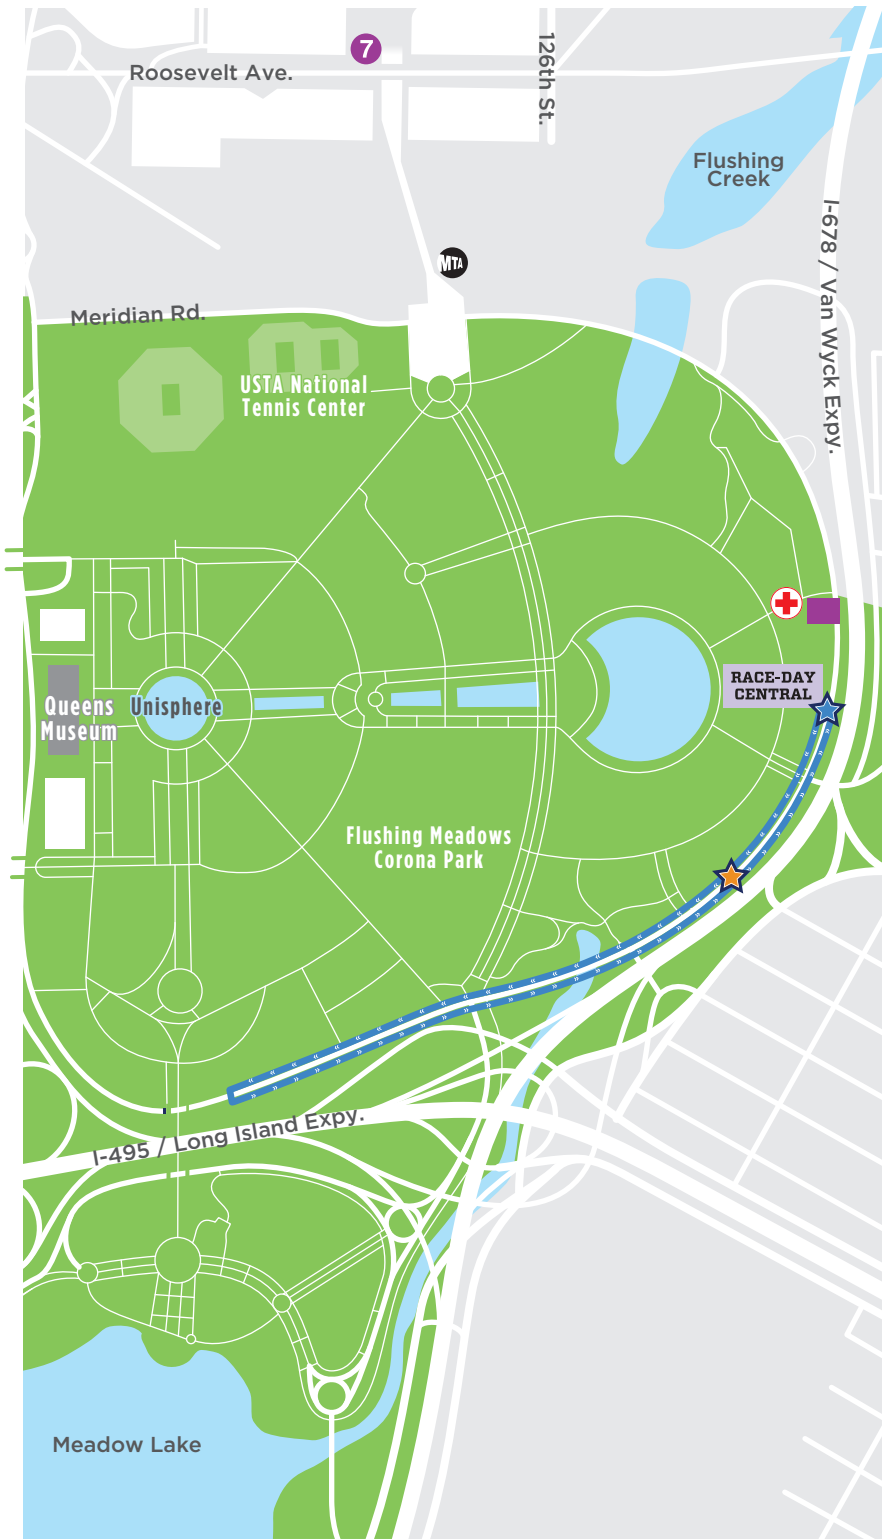 7
Roosevelt Ave.
126th St.
Flushing
Creek
I-678 / Van Wyck Expy.
MTA
Meridian Rd.
USTA National
Tennis Center
RACE-DAY
CENTRAL
Queens
Museum
Unisphere
Flushing Meadows
Corona Park
I-495 / Long Island Expy.
Meadow Lake